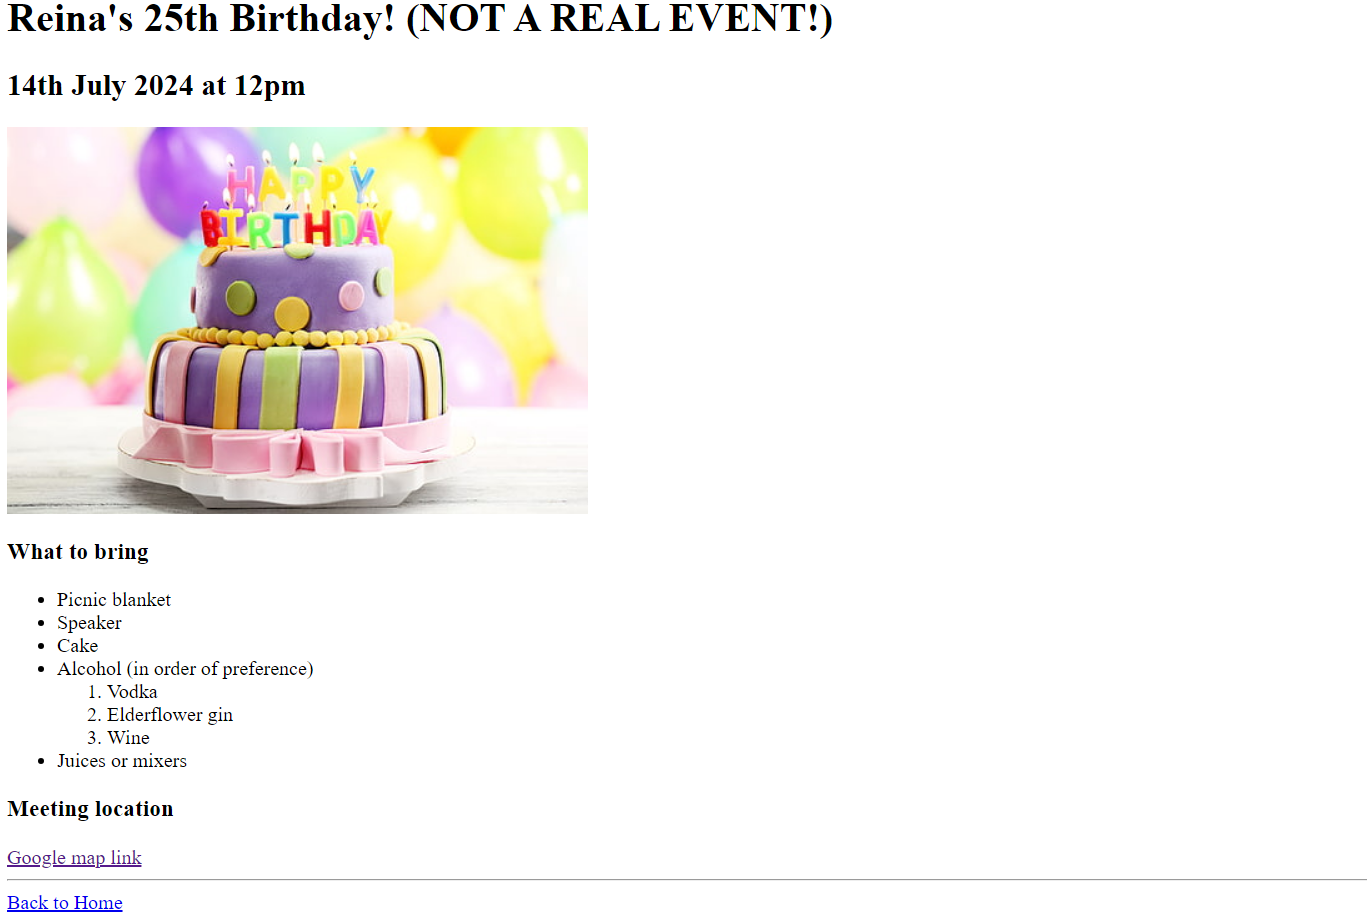 Reina's 25th Birthday! (NOT A REAL EVENT!)
14th July 2024 at 12pm
HAPPY
BIRTHDAY
What to bring
• Picnic blanket
• Speaker
• Cake
• Alcohol (in order of preference)
1. Vodka
2. Elderflower gin
3. Wine
• Juices or mixers
Meeting location
Google map link
Back to Home